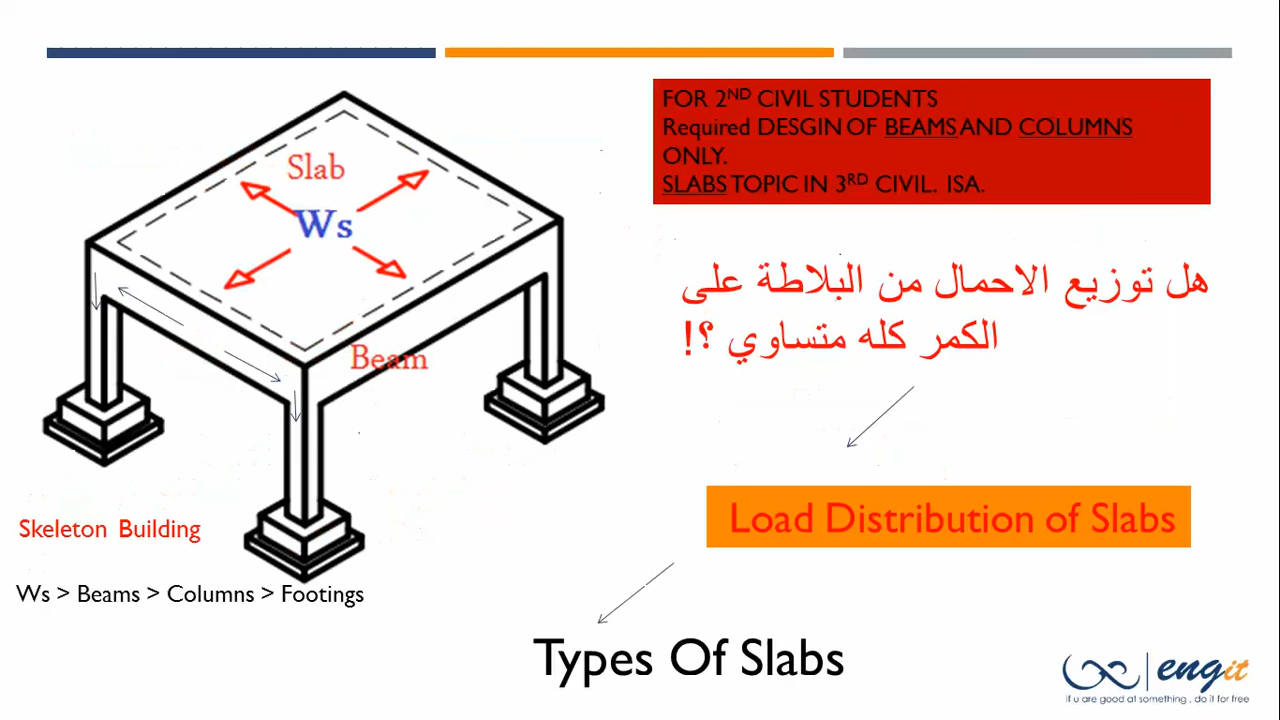 FOR 2ND CIVIL STUDENTS
Required DESGIN OF BEAMS AND COLUMNS
ONLY.
SLABS TOPIC IN 3RD CIVIL. ISA.
Slab
Ws
Beam
هل توزيع الاحمال من البلاطة على
الكمر كله متساوي ؟!
Load Distribution of Slabs
Skeleton Building
Ws > Beams > Columns > Footings
Types Of Slabs
engit
if u are good at something , do it for free